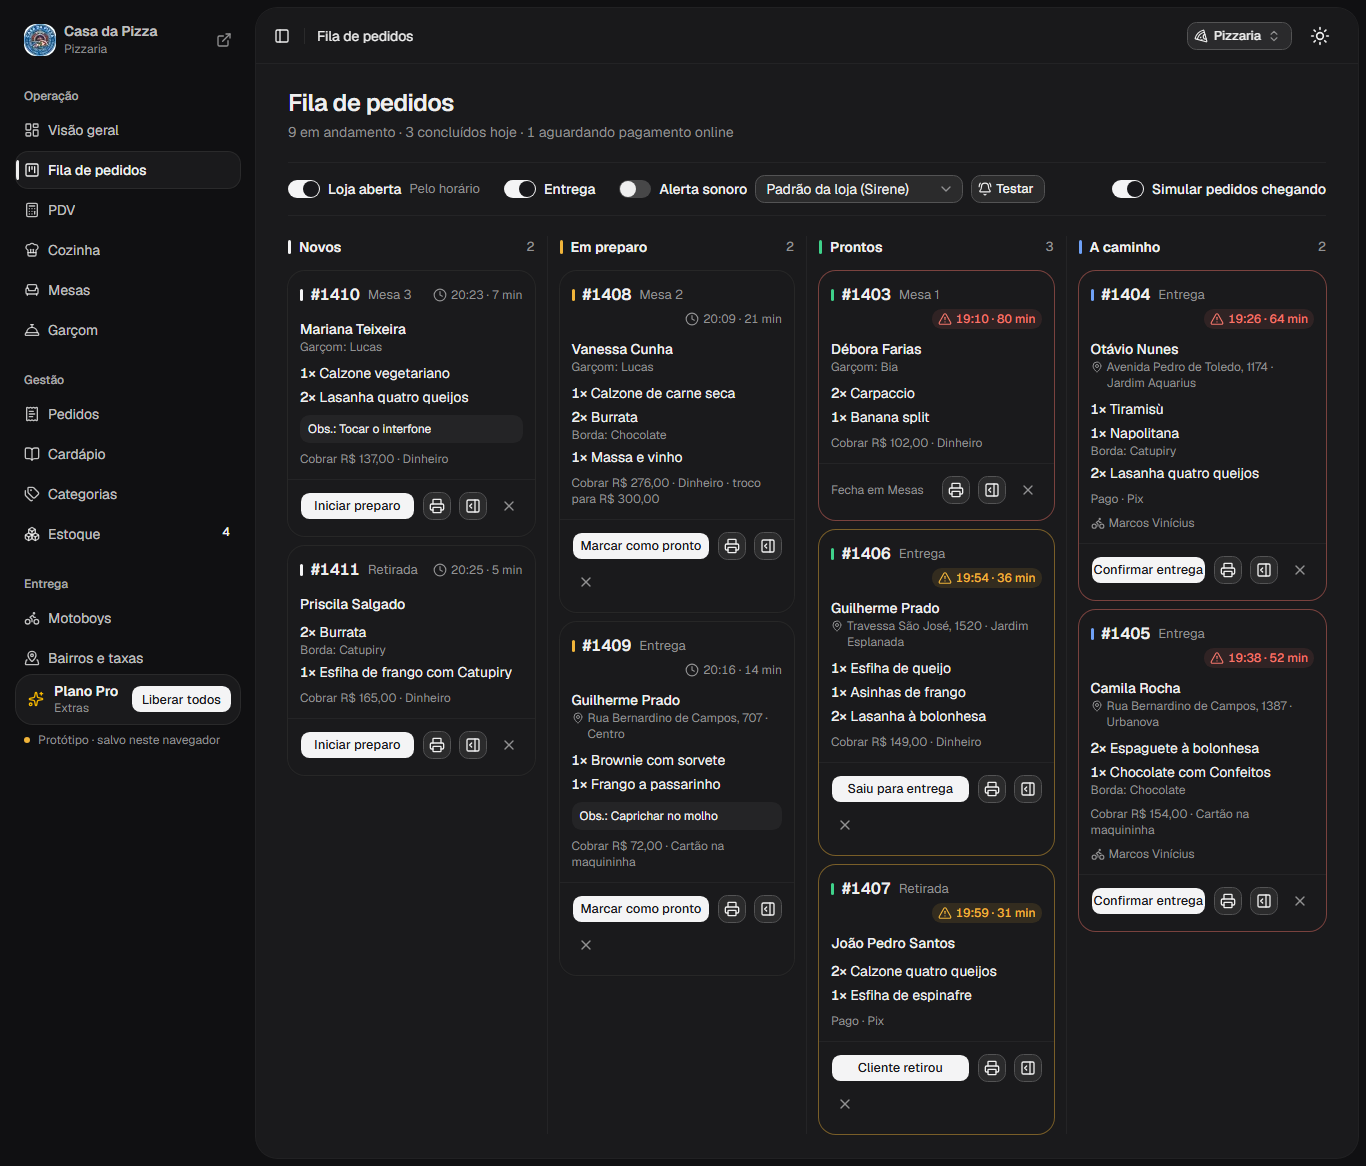 Casa da Pizza
Pizzaria
Operação
Visão geral
Fila de pedidos
PDV
Cozinha
Mesas
Garçom
Gestão
Pedidos
Cardápio
Categorias
Estoque 4
Entrega
Motoboys
Bairros e taxas
Plano Pro
Extras
Liberar todos
Protótipo · salvo neste navegador
Fila de pedidos
Pizzaria
Fila de pedidos
9 em andamento · 3 concluídos hoje · 1 aguardando pagamento online
Loja aberta Pelo horário Entrega Alerta sonoro Padrão da loja (Sirene) Testar Simular pedidos chegando
Novos 2
#1410 Mesa 3 20:23 · 7 min
Mariana Teixeira
Garçom: Lucas
1× Calzone vegetariano
2× Lasanha quatro queijos
Obs.: Tocar o interfone
Cobrar R$ 137,00 · Dinheiro
Iniciar preparo
#1411 Retirada 20:25 · 5 min
Priscila Salgado
2× Burrata
Borda: Catupiry
1× Esfiha de frango com Catupiry
Cobrar R$ 165,00 · Dinheiro
Iniciar preparo
Em preparo 2
#1408 Mesa 2
20:09 · 21 min
Vanessa Cunha
Garçom: Lucas
1× Calzone de carne seca
2× Burrata
Borda: Chocolate
1× Massa e vinho
Cobrar R$ 276,00 · Dinheiro · troco
para R$ 300,00
Marcar como pronto
#1409 Entrega
20:16 · 14 min
Guilherme Prado
Rua Bernardino de Campos, 707 ·
Centro
1× Brownie com sorvete
1× Frango a passarinho
Obs.: Caprichar no molho
Cobrar R$ 72,00 · Cartão na
maquininha
Marcar como pronto
Prontos 3
#1403 Mesa 1
19:10 · 80 min
Débora Farias
Garçom: Bia
2× Carpaccio
1× Banana split
Cobrar R$ 102,00 · Dinheiro
Fecha em Mesas
#1406 Entrega
19:54 · 36 min
Guilherme Prado
Travessa São José, 1520 · Jardim
Esplanada
1× Esfiha de queijo
1× Asinhas de frango
2× Lasanha à bolonhesa
Cobrar R$ 149,00 · Dinheiro
Saiu para entrega
#1407 Retirada
19:59 · 31 min
João Pedro Santos
2× Calzone quatro queijos
1× Esfiha de espinafre
Pago · Pix
Cliente retirou
A caminho 2
#1404 Entrega
19:26 · 64 min
Otávio Nunes
Avenida Pedro de Toledo, 1174 ·
Jardim Aquarius
1× Tiramisù
1× Napolitana
Borda: Catupiry
2× Lasanha quatro queijos
Pago · Pix
Marcos Vinícius
Confirmar entrega
#1405 Entrega
19:38 · 52 min
Camila Rocha
Rua Bernardino de Campos, 1387 ·
Urbanova
2× Espaguete à bolonhesa
1× Chocolate com Confeitos
Borda: Chocolate
Cobrar R$ 154,00 · Cartão na
maquininha
Marcos Vinícius
Confirmar entrega